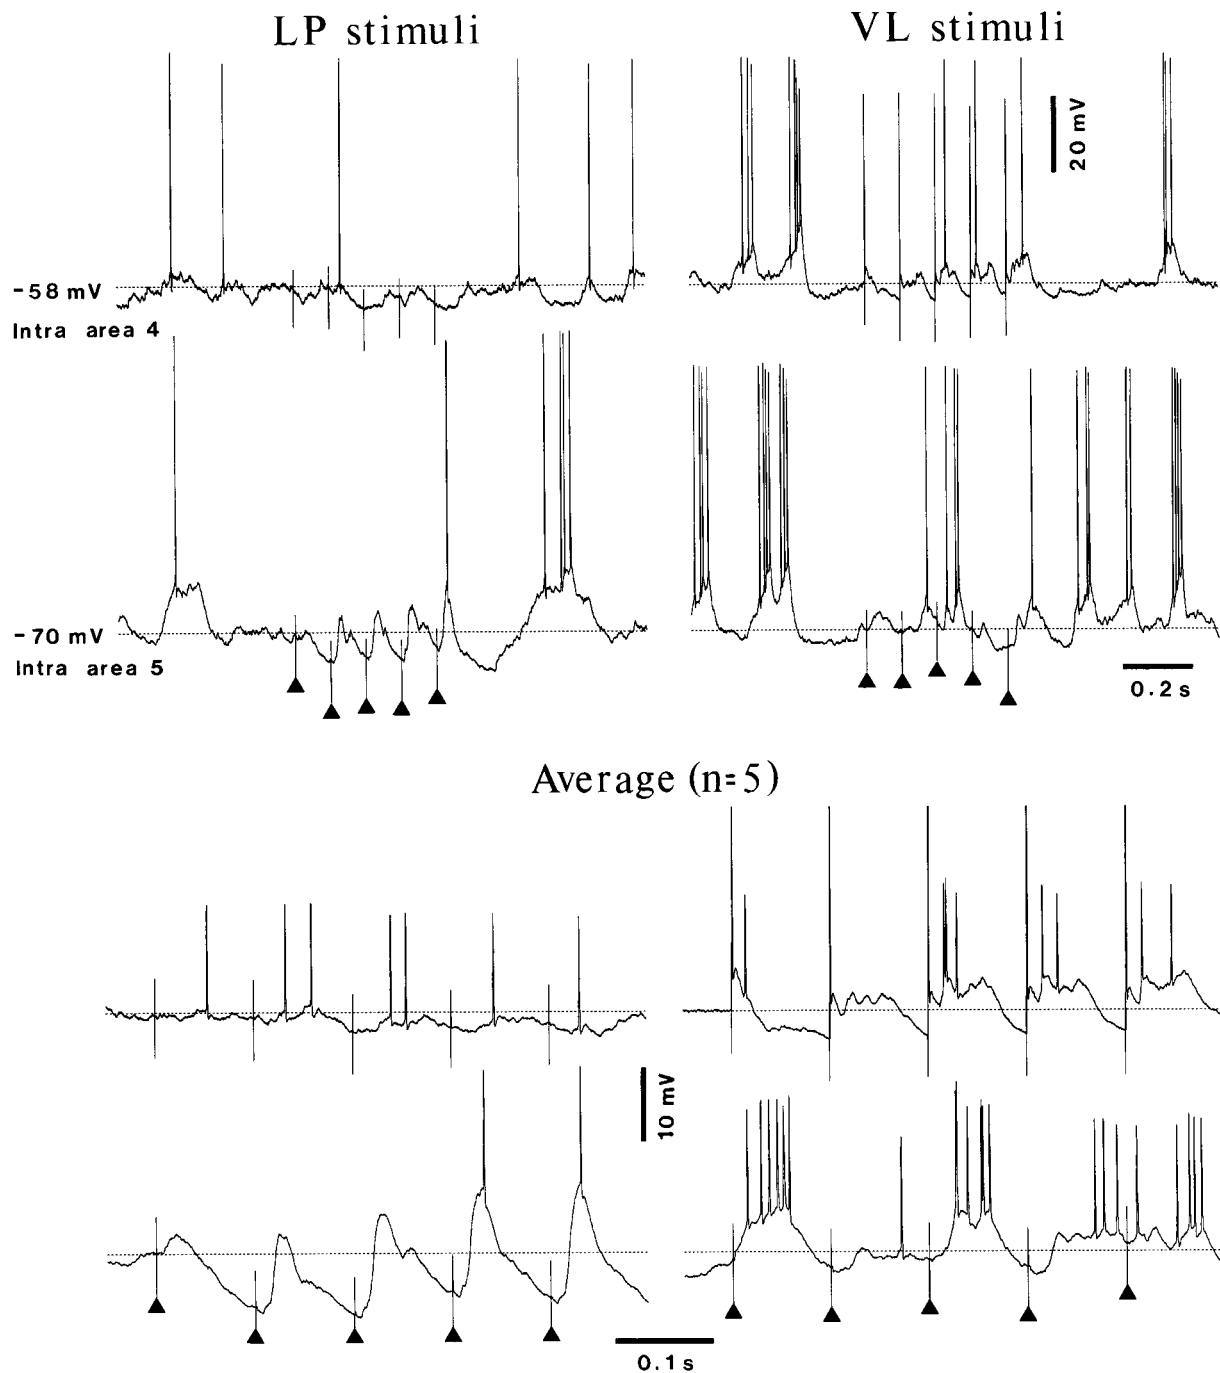 LP stimuli
VL stimuli
20 mV
-58 mV
Intra area 4
-70 mV
Intra area 5
0.2 s
Average (n=5)
10 mV
0.1 s